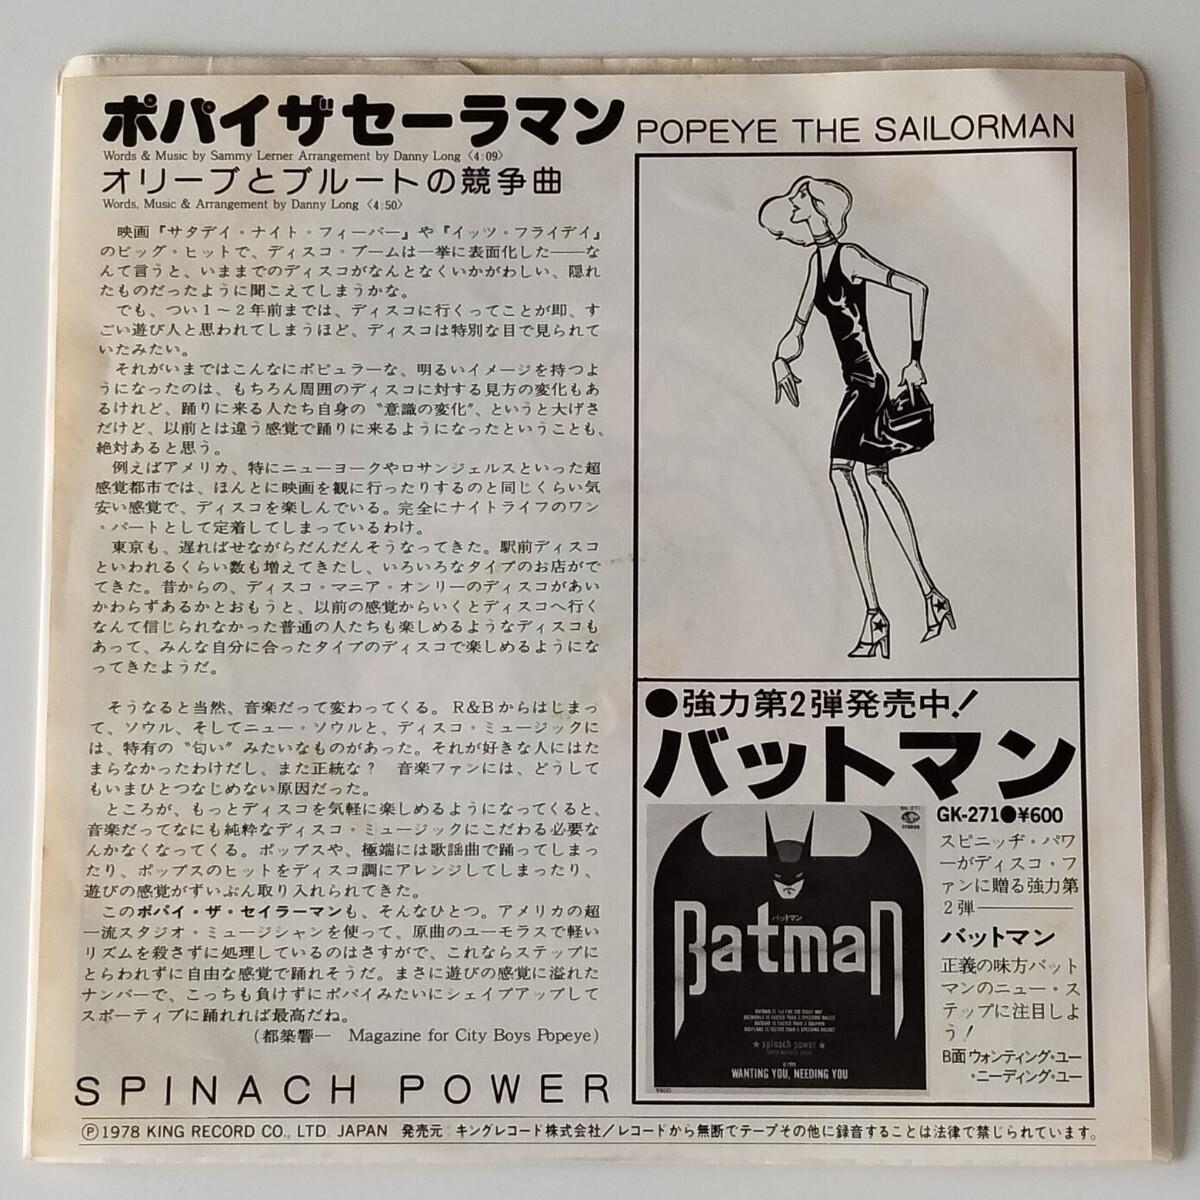 ポパイザセーラマン
POPEYE THE SAILORMAN
Words & Music by Sammy Lerner Arrangement by Danny Long 〈4:09〉
オリーブとブルートの競争曲
Words, Music & Arrangement by Danny Long 〈4:50〉
映画『サタデイ・ナイト・フィーバー』や『イッツ・フライデイ』
のビッグ・ヒットで、ディスコ・ブームは一挙に表面化した――な
んて言うと、いままでのディスコがなんとなくいかがわしい、隠れ
たものだったように聞こえてしまうかな。
でも、つい1〜2年前までは、ディスコに行くってことが即、す
ごい遊び人と思われてしまうほど、ディスコは特別な目で見られて
いたみたい。
それがいまではこんなにポピュラーな、明るいイメージを持つよ
うになったのは、もちろん周囲のディスコに対する見方の変化もあ
るけれど、踊りに来る人たち自身の〝意識の変化〟、というと大げさ
だけど、以前とは違う感覚で踊りに来るようになったということも、
絶対あると思う。
例えばアメリカ、特にニューヨークやロサンジェルスといった超
感覚都市では、ほんとに映画を観に行ったりするのと同じくらい気
安い感覚で、ディスコを楽しんでいる。完全にナイトライフのワン
・パートとして定着してしまっているわけ。
東京も、遅ればせながらだんだんそうなってきた。駅前ディスコ
といわれるくらい数も増えてきたし、いろいろなタイプのお店がで
てきた。昔からの、ディスコ・マニア・オンリーのディスコがあい
かわらずあるかとおもうと、以前の感覚からいくとディスコへ行く
なんて信じられなかった普通の人たちも楽しめるようなディスコも
あって、みんな自分に合ったタイプのディスコで楽しめるようにな
ってきたようだ。
そうなると当然、音楽だって変わってくる。R&Bからはじまっ
て、ソウル、そしてニュー・ソウルと、ディスコ・ミュージックに
は、特有の〝匂い〟みたいなものがあった。それが好きな人にはた
まらなかったわけだし、また正統な? 音楽ファンには、どうして
もいまひとつなじめない原因だった。
ところが、もっとディスコを気軽に楽しめるようになってくると、
音楽だってなにも純粋なディスコ・ミュージックにこだわる必要な
んかなくなってくる。ポップスや、極端には歌謡曲で踊ってしまっ
たり、ポップスのヒットをディスコ調にアレンジしてしまったり、
遊びの感覚がずいぶん取り入れられてきた。
このポパイ・ザ・セイラーマンも、そんなひとつ。アメリカの超
一流スタジオ・ミュージシャンを使って、原曲のユーモラスで軽い
リズムを殺さずに処理しているのはさすがで、これならステップに
とらわれずに自由な感覚で踊れそうだ。まさに遊びの感覚に溢れた
ナンバーで、こっちも負けずにポパイみたいにシェイプアップして
スポーティブに踊れれば最高だね。
(都築響一 Magazine for City Boys Popeye)
SPINACH POWER
●強力第2弾発売中!
バットマン
GK-271●¥600
スピニッヂ・パワ
ーがディスコ・フ
ァンに贈る強力第
2弾――――
バットマン
正義の味方バット
マンのニュー・ス
テップに注目しよ
う!
B面 ウォンティング・ユー
・ニーディング・ユー
バットマン
Batman
★ spinach power ★
WANTING YOU, NEEDING YOU
¥600
Ⓟ1978 KING RECORD CO., LTD. JAPAN 発売元:キングレコード株式会社/レコードから無断でテープその他に録音することは法律で禁じられています。